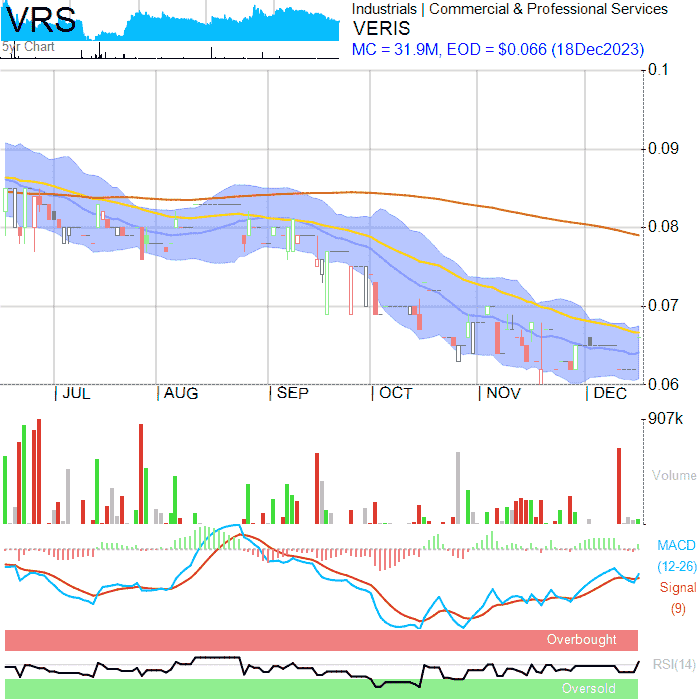 VRS
5yr Chart
Industrials | Commercial & Professional Services
VERIS
MC = 31.9M, EOD = $0.066 (18Dec2023)
0.1
0.09
0.08
0.07
0.06
JUL AUG SEP OCT NOV DEC
907k
Volume
MACD
(12-26)
Signal
(9)
Overbought
RSI(14)
Oversold